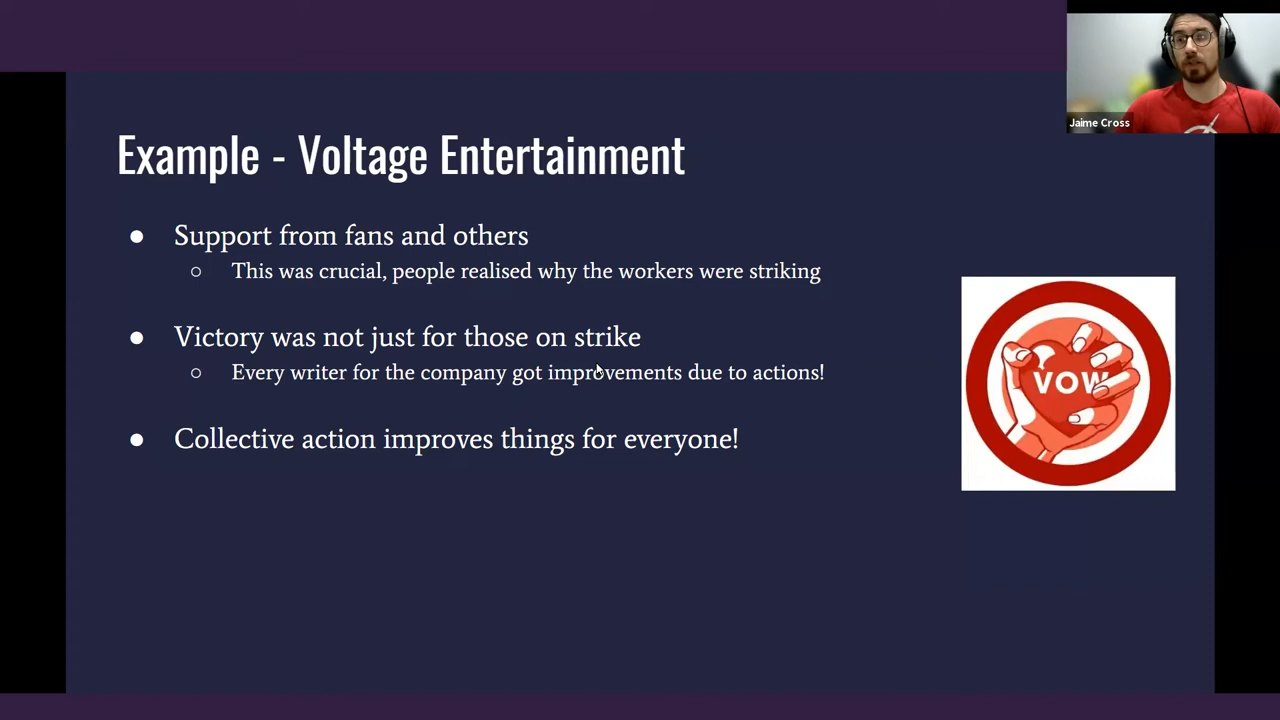 Jaime Cross
Example - Voltage Entertainment
● Support from fans and others
○ This was crucial, people realised why the workers were striking
● Victory was not just for those on strike
○ Every writer for the company got improvements due to actions!
● Collective action improves things for everyone!
VOW